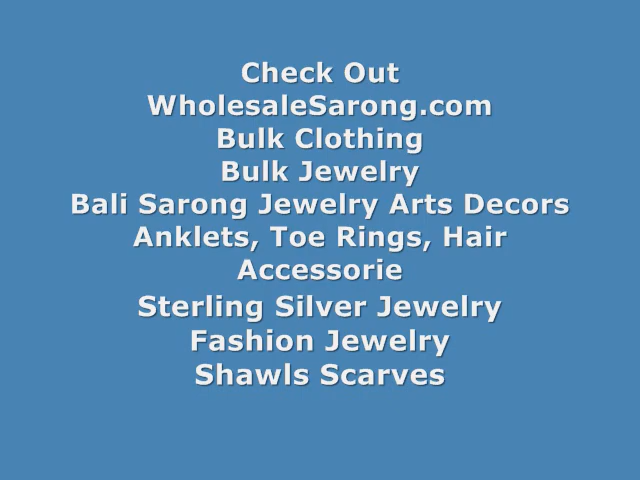 Check Out
WholesaleSarong.com
Bulk Clothing
Bulk Jewelry
Bali Sarong Jewelry Arts Decors
Anklets, Toe Rings, Hair
Accessorie
Sterling Silver Jewelry
Fashion Jewelry
Shawls Scarves